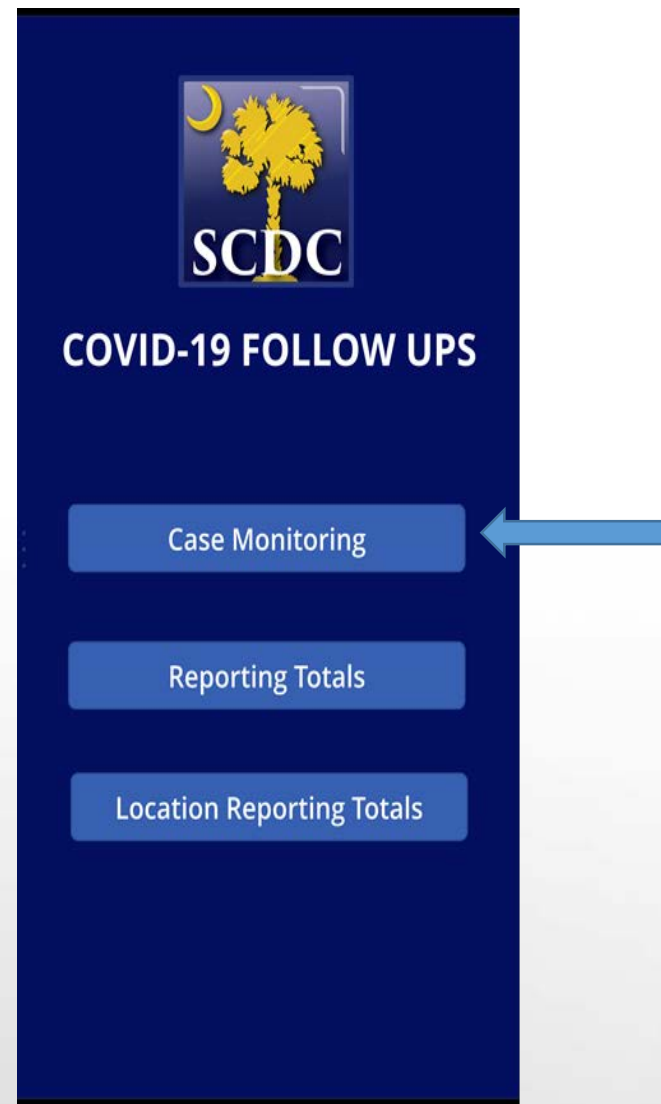 SCDC
COVID-19 FOLLOW UPS
Case Monitoring
Reporting Totals
Location Reporting Totals